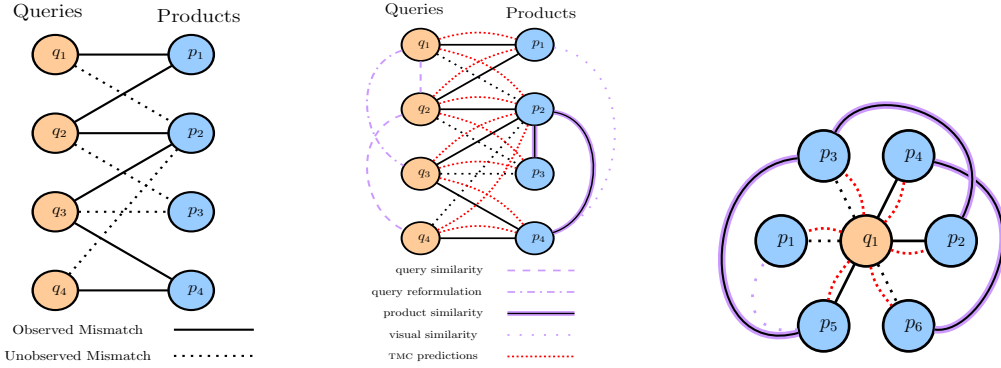 Queries
Products
q1
p1
q2
p2
q3
p3
q4
p4
Observed Mismatch
Unobserved Mismatch
Queries
Products
q1
p1
q2
p2
q3
p3
q4
p4
query similarity
query reformulation
product similarity
visual similarity
TMC predictions
p3
p4
p1
q1
p2
p5
p6